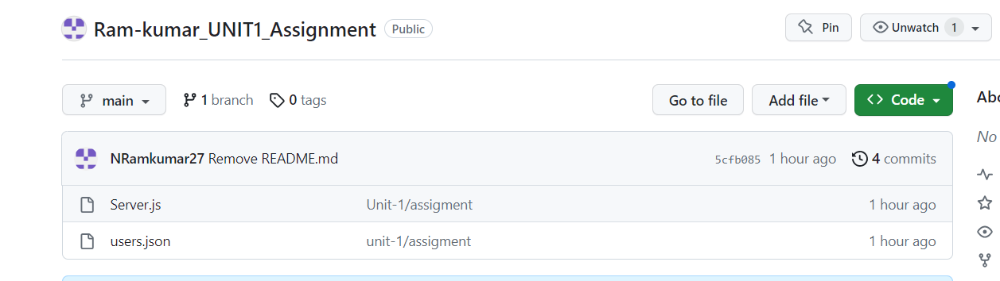 Ram-kumar_UNIT1_Assignment Public Pin Unwatch 1
main 1 branch 0 tags Go to file Add file <> Code
NRamkumar27 Remove README.md 5cfb085 1 hour ago 4 commits
No
Server.js Unit-1/assigment 1 hour ago
users.json unit-1/assigment 1 hour ago